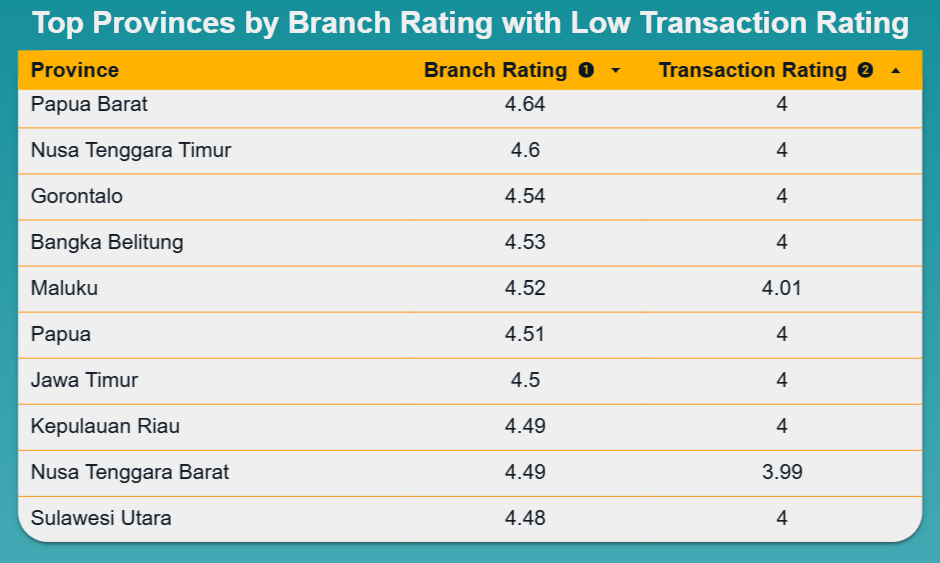 Top Provinces by Branch Rating with Low Transaction Rating
Province Branch Rating 1 Transaction Rating 2
Papua Barat 4.64 4
Nusa Tenggara Timur 4.6 4
Gorontalo 4.54 4
Bangka Belitung 4.53 4
Maluku 4.52 4.01
Papua 4.51 4
Jawa Timur 4.5 4
Kepulauan Riau 4.49 4
Nusa Tenggara Barat 4.49 3.99
Sulawesi Utara 4.48 4